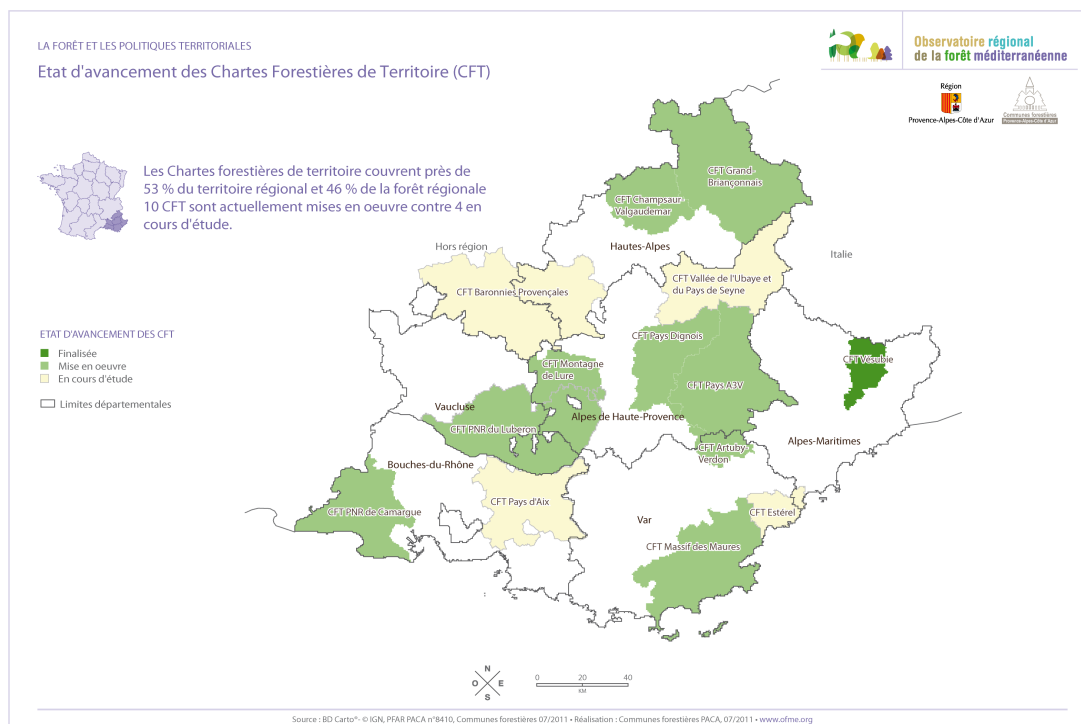 LA FORÊT ET LES POLITIQUES TERRITORIALES
Etat d'avancement des Chartes Forestières de Territoire (CFT)
Observatoire régional
de la forêt méditerranéenne
Région
Provence-Alpes-Côte d'Azur
Communes forestières
Provence-Alpes-Côte d'Azur
Les Chartes forestières de territoire couvrent près de
53 % du territoire régional et 46 % de la forêt régionale
10 CFT sont actuellement mises en oeuvre contre 4 en
cours d'étude.
CFT Grand
Briançonnais
CFT Champsaur-
Valgaudemar
Hors région
Hautes-Alpes
Italie
CFT Vallée de l'Ubaye et
du Pays de Seyne
CFT Baronnies Provençales
ETAT D'AVANCEMENT DES CFT
Finalisée
Mise en oeuvre
En cours d'étude
Limites départementales
CFT Pays Dignois
CFT Vésubie
CFT Montagne
de Lure
CFT Pays A3V
Vaucluse
Alpes de Haute-Provence
CFT PNR du Luberon
Alpes-Maritimes
CFT Artuby-
Verdon
Bouches-du-Rhône
CFT Pays d'Aix
CFT PNR de Camargue
CFT Estérel
Var
CFT Massif des Maures
N
O E
S
0 20 40
KM
Source : BD Carto®- © IGN, PFAR PACA n°8410, Communes forestières 07/2011 • Réalisation : Communes forestières PACA, 07/2011 • www.ofme.org